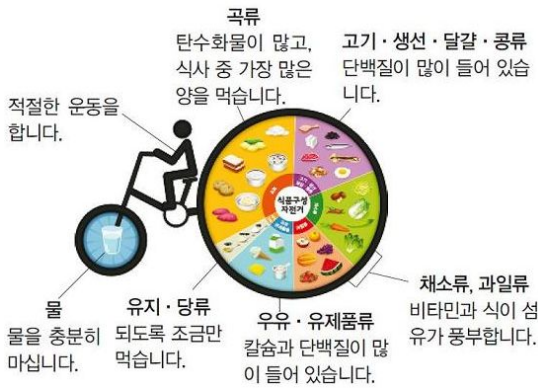 곡류
탄수화물이 많고,
식사 중 가장 많은
양을 먹습니다.
고기·생선·달걀·콩류
단백질이 많이 들어 있습
니다.
적절한 운동을
합니다.
식품구성
자전거
물
물을 충분히
마십니다.
유지·당류
되도록 조금만
먹습니다.
우유·유제품류
칼슘과 단백질이 많
이 들어 있습니다.
채소류, 과일류
비타민과 식이 섬
유가 풍부합니다.